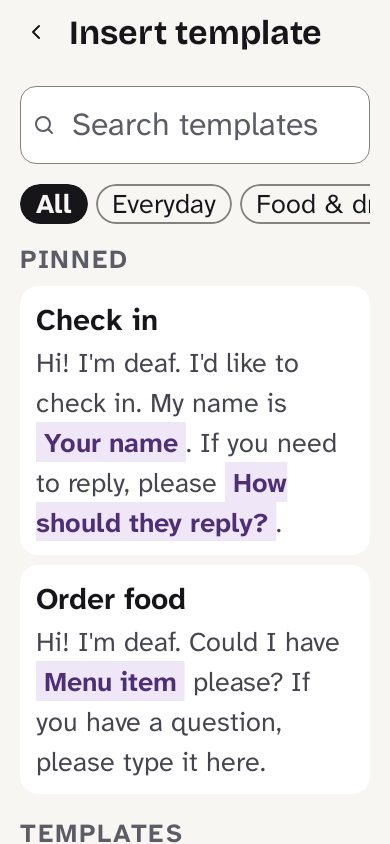 Insert template
Search templates
All
Everyday
Food &
PINNED
Check in
Hi! I'm deaf. I'd like to
check in. My name is
Your name . If you need
to reply, please How
should they reply? .
Order food
Hi! I'm deaf. Could I have
Menu item please? If
you have a question,
please type it here.
TEMPLATES